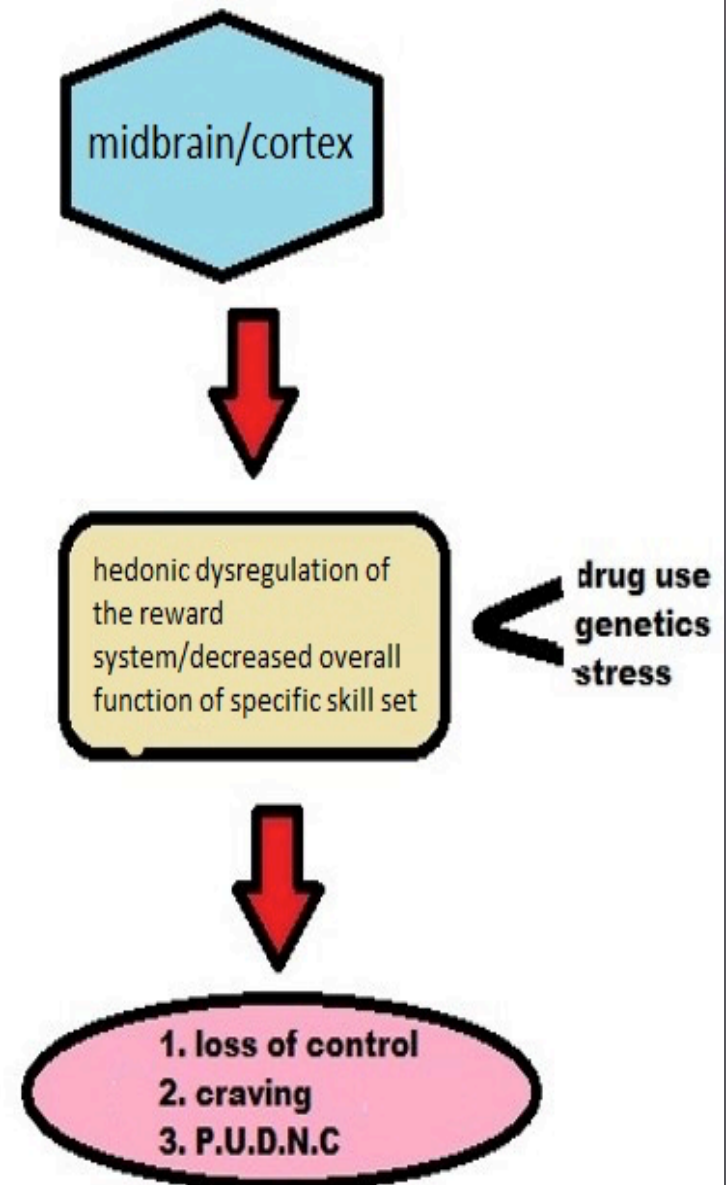 midbrain/cortex
hedonic dysregulation of
the reward
system/decreased overall
function of specific skill set
drug use
genetics
stress
1. loss of control
2. craving
3. P.U.D.N.C